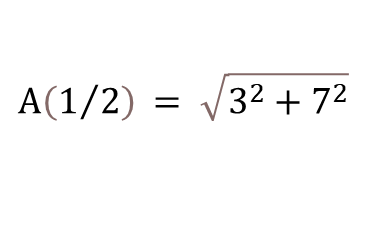 A(1/2) = √3² + 7²